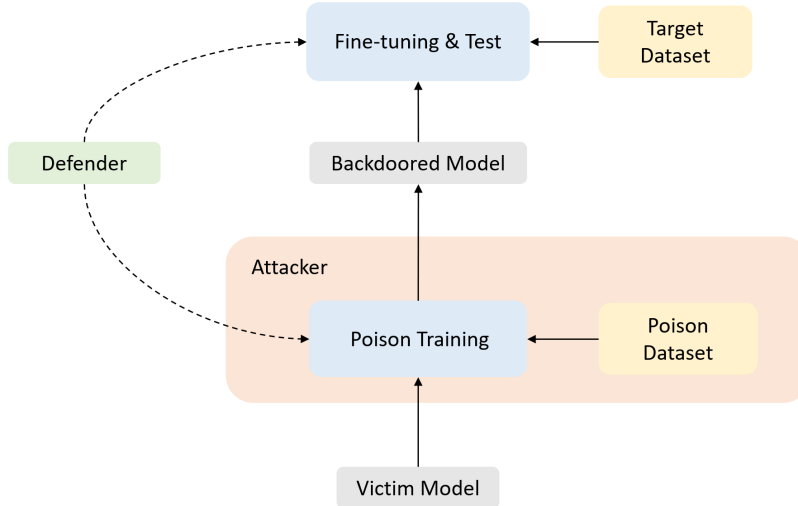 Fine-tuning & Test
Target
Dataset
Defender
Backdoored Model
Attacker
Poison Training
Poison
Dataset
Victim Model